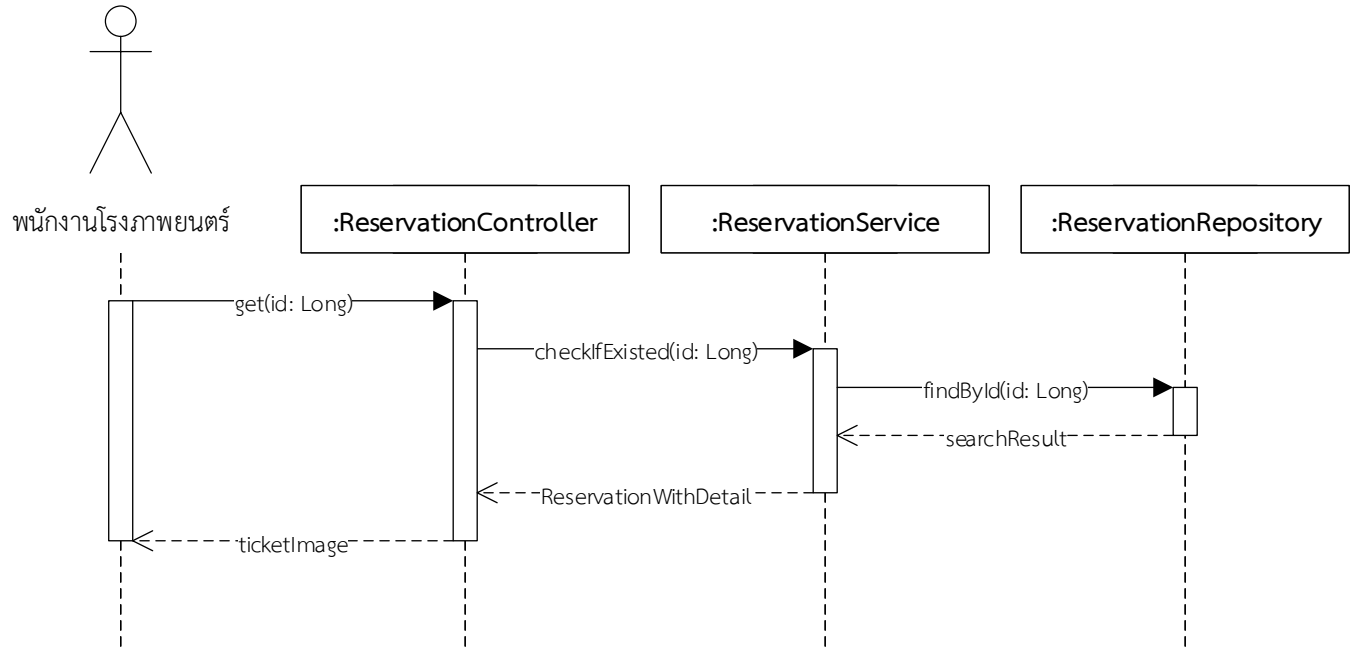 พนักงานโรงภาพยนตร์
:ReservationController
:ReservationService
:ReservationRepository
get(id: Long)
checkIfExisted(id: Long)
findById(id: Long)
searchResult
ReservationWithDetail
ticketImage